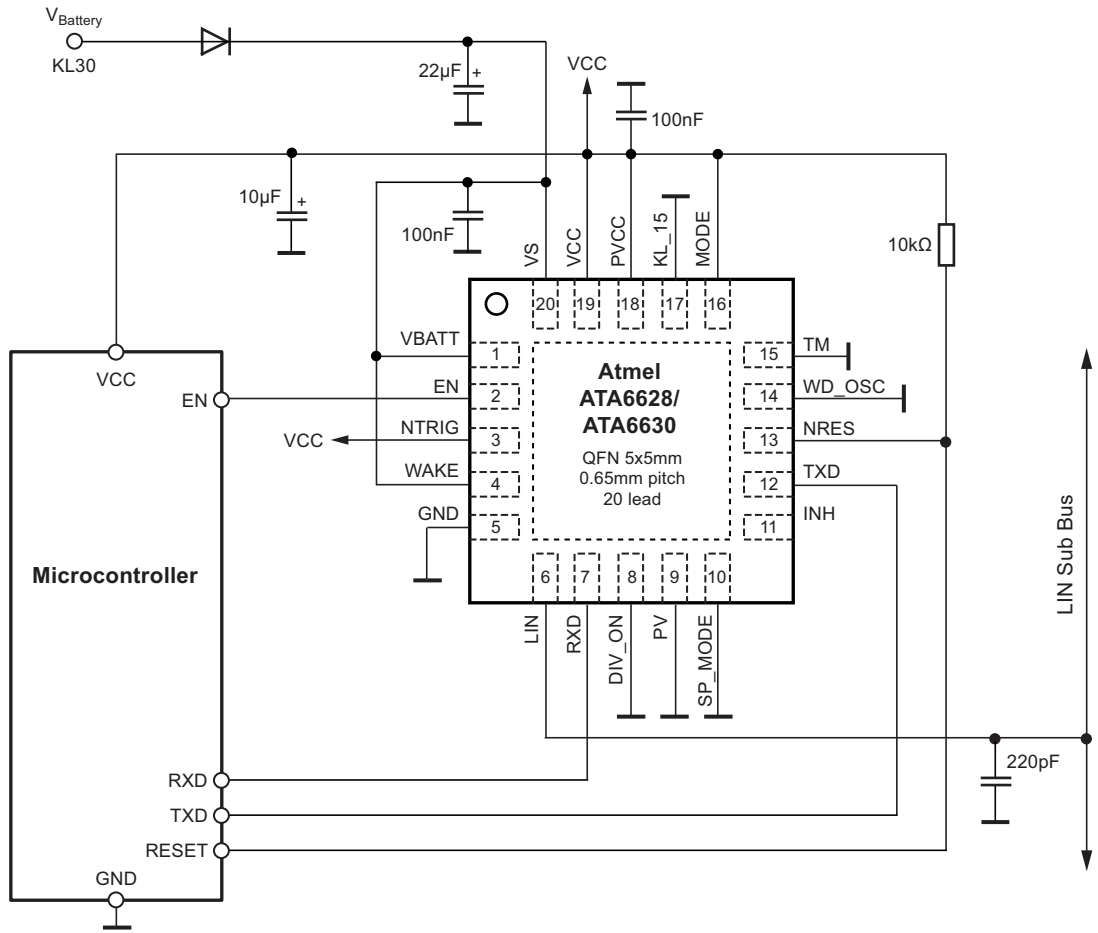 VBattery
KL30
22µF +
VCC
100nF
10µF +
100nF
VS
VCC
PVCC
KL_15
MODE
10kΩ
20
19
18
17
16
VBATT
1
EN
2
NTRIG
3
VCC
WAKE
4
GND
5
Atmel
ATA6628/
ATA6630
QFN 5x5mm
0.65mm pitch
20 lead
15
TM
14
WD_OSC
13
NRES
12
TXD
11
INH
6
7
8
9
10
LIN
RXD
DIV_ON
PV
SP_MODE
VCC
EN
Microcontroller
RXD
TXD
RESET
GND
LIN Sub Bus
220pF